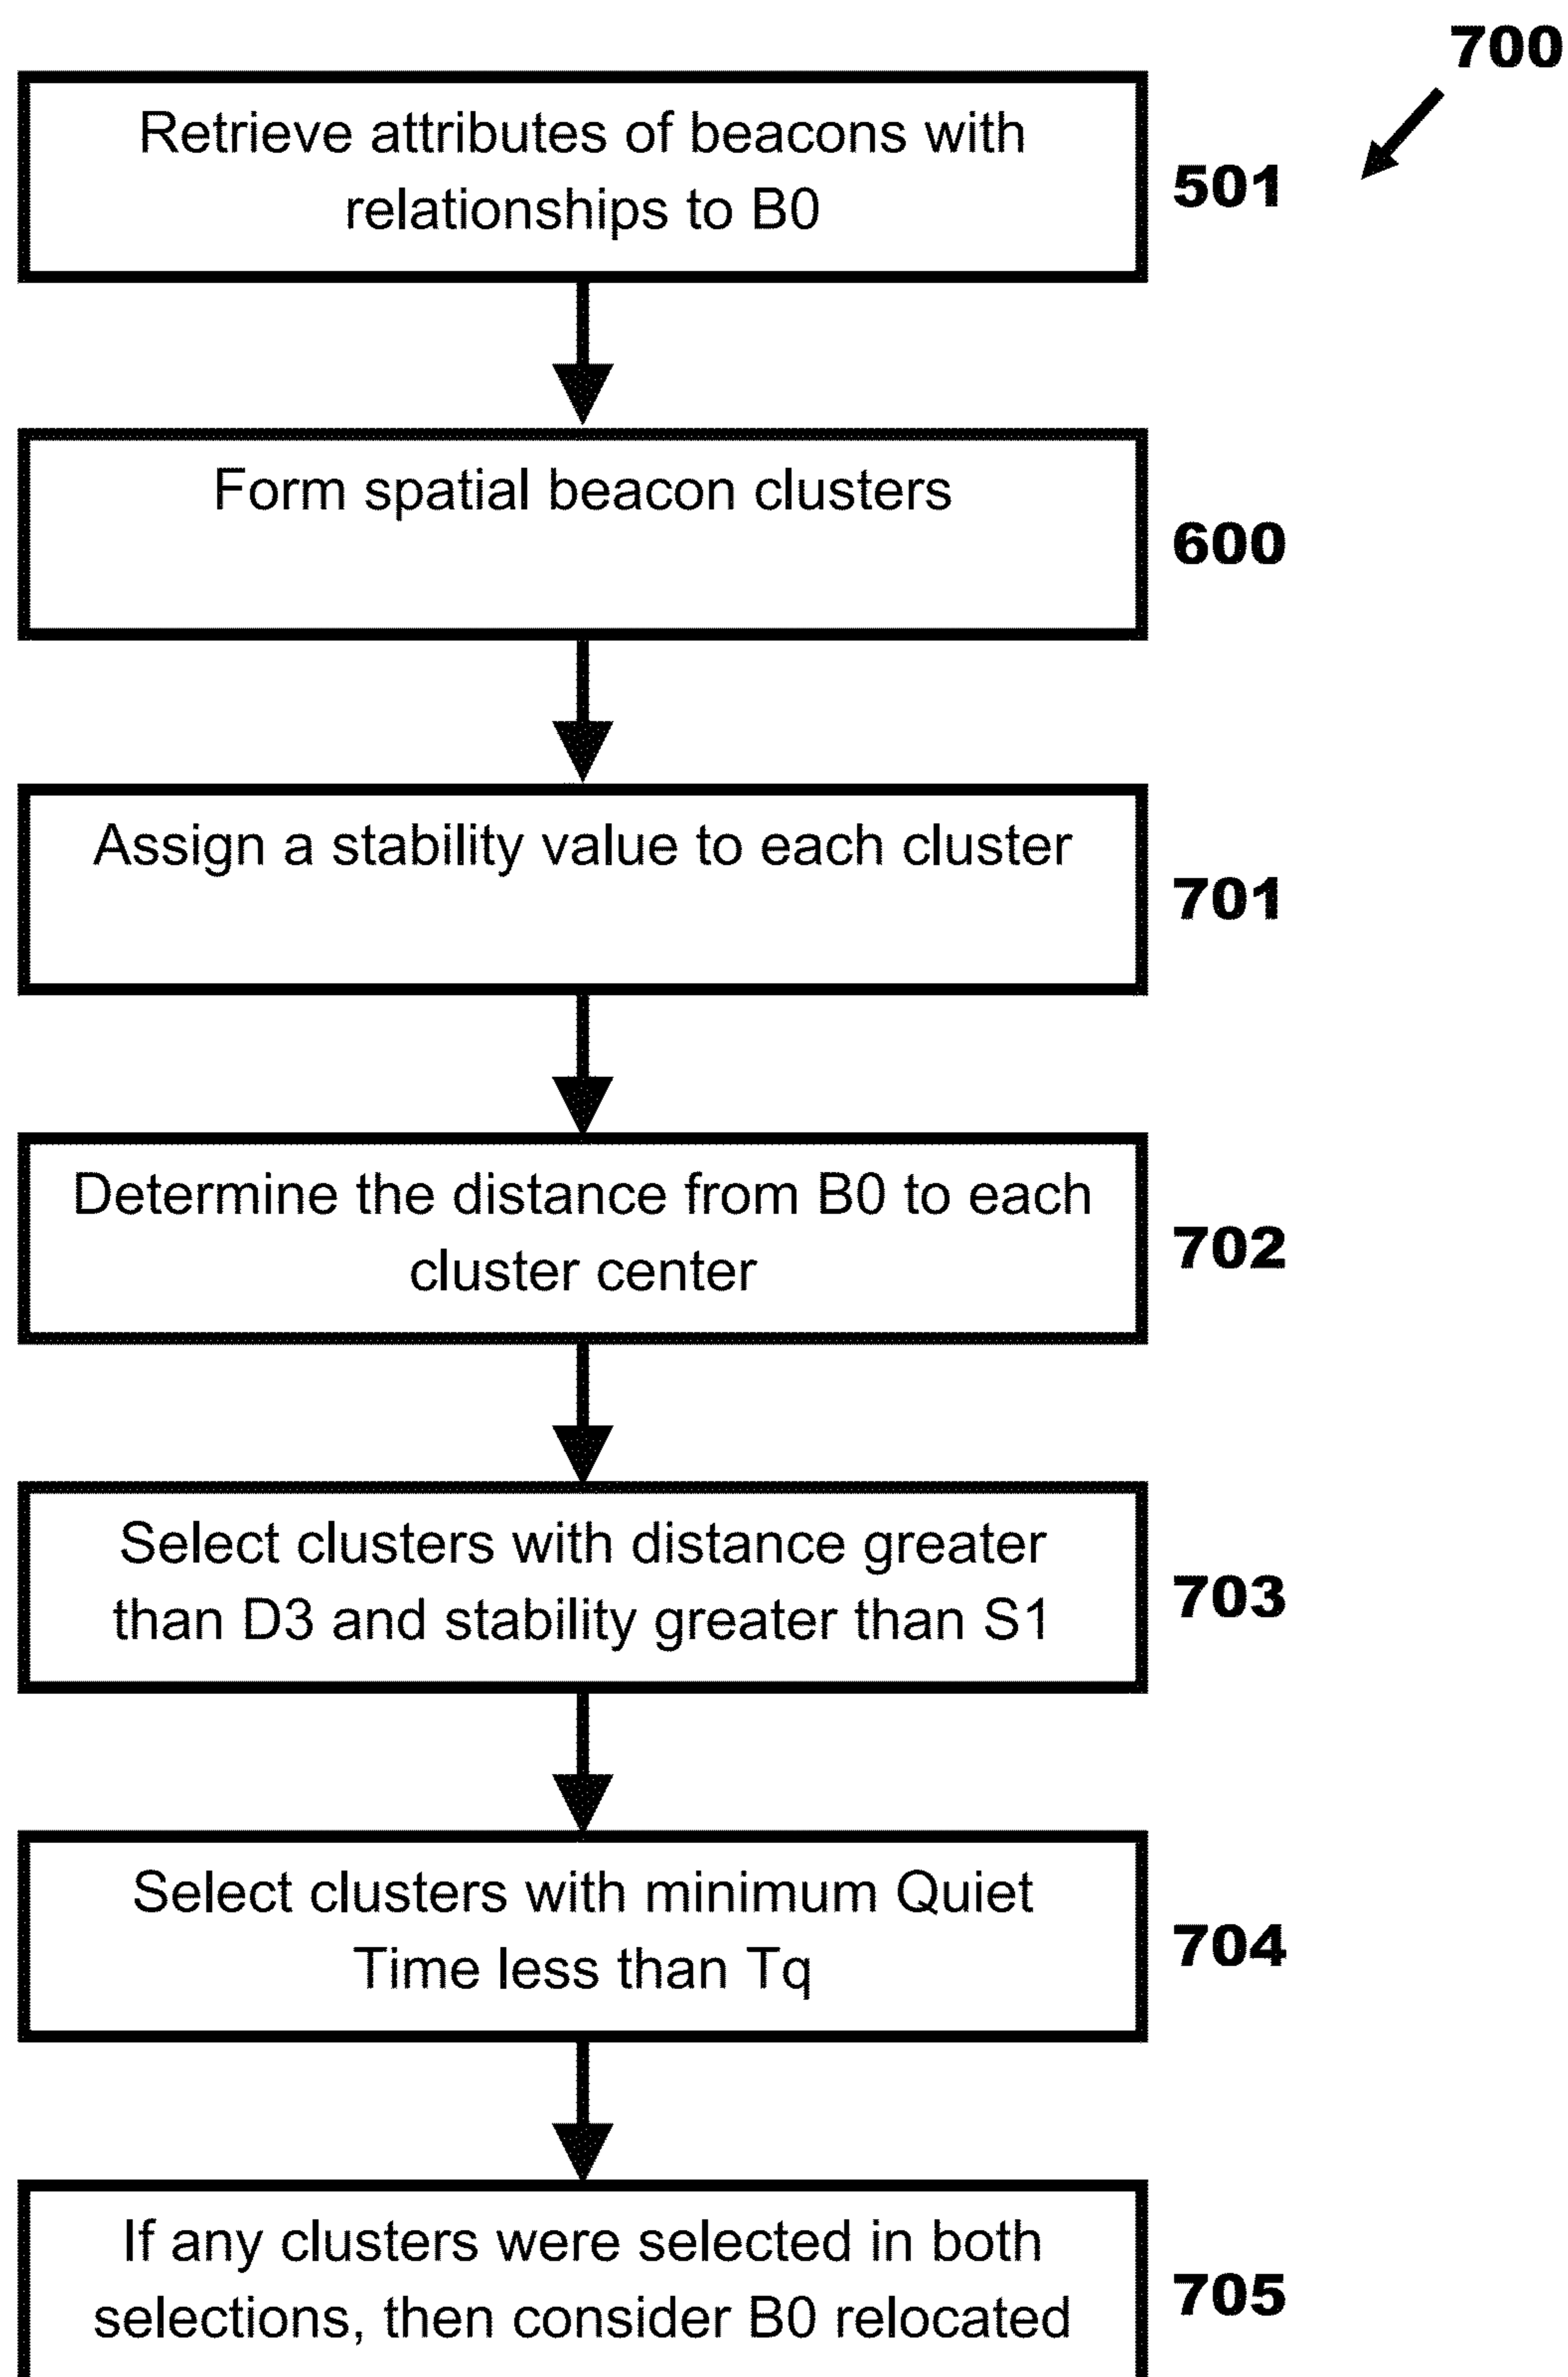 700
Retrieve attributes of beacons with
relationships to B0
501
Form spatial beacon clusters
600
Assign a stability value to each cluster
701
Determine the distance from B0 to each
cluster center
702
Select clusters with distance greater
than D3 and stability greater than S1
703
Select clusters with minimum Quiet
Time less than Tq
704
If any clusters were selected in both
selections, then consider B0 relocated
705